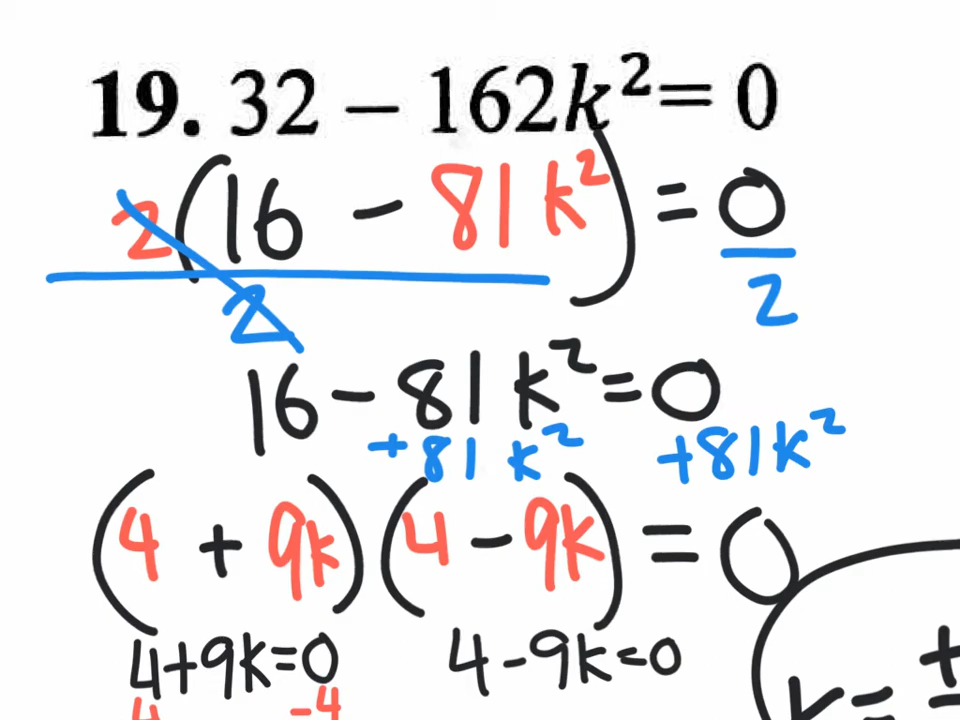 19. 32 − 162k² = 0
2(16 − 81k²) = 0
2 2
16 − 81k² = 0
+81k² +81k²
(4 + 9k)(4 − 9k) = 0
4+9k=0 4−9k=0
−4
k= ±